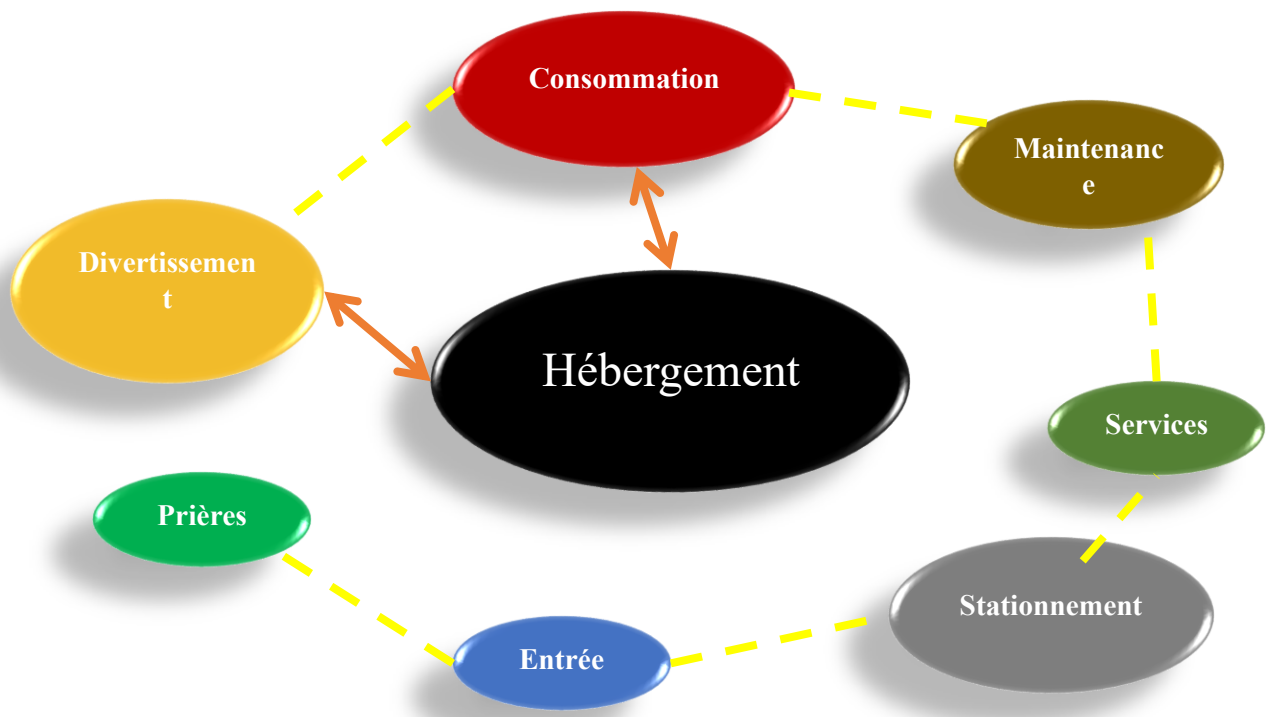 Consommation
Maintenanc
e
Divertissemen
t
Hébergement
Services
Prières
Stationnement
Entrée